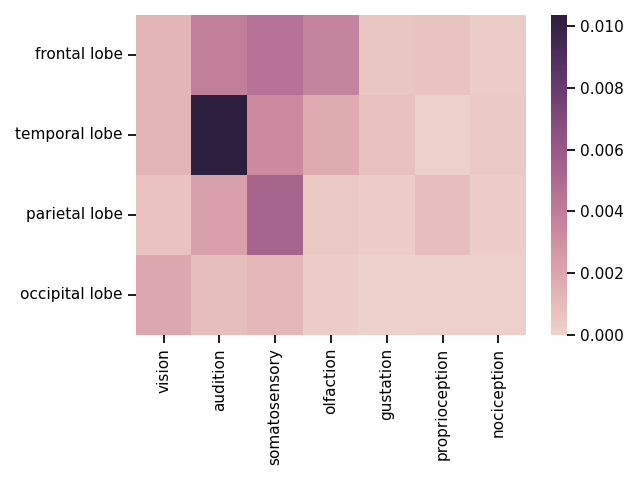 frontal lobe
temporal lobe
parietal lobe
occipital lobe
vision
audition
somatosensory
olfaction
gustation
proprioception
nociception
0.010
0.008
0.006
0.004
0.002
0.000